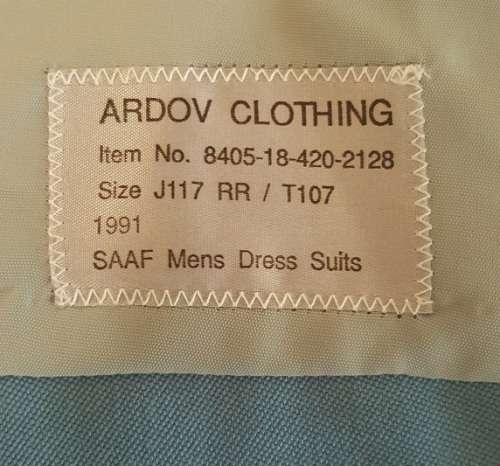 ARDOV CLOTHING
Item No. 8405-18-420-2128
Size J117 RR / T107
1991
SAAF Mens Dress Suits